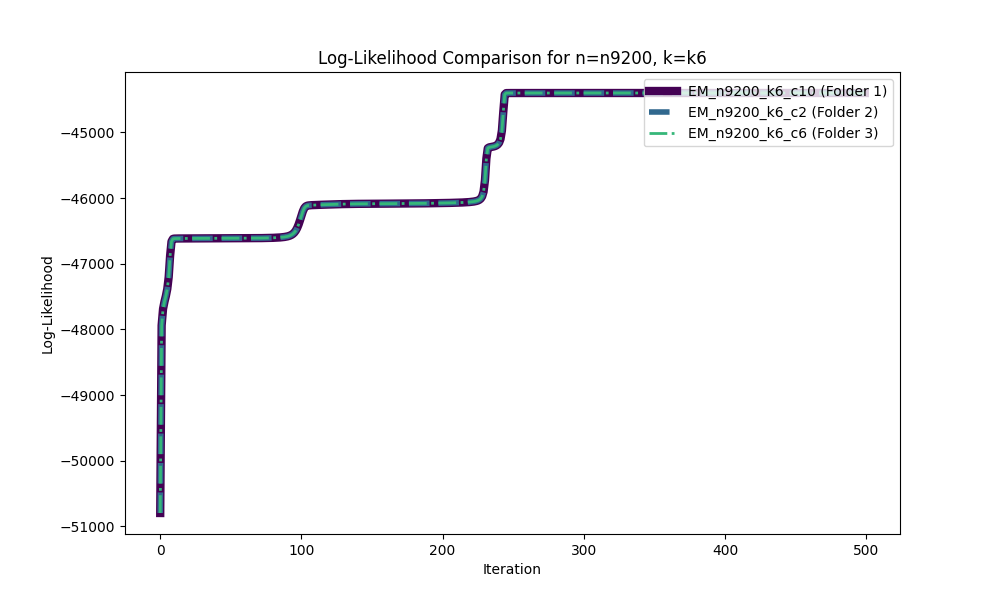 Log-Likelihood Comparison for n=n9200, k=k6
EM_n9200_k6_c10 (Folder 1)
EM_n9200_k6_c2 (Folder 2)
EM_n9200_k6_c6 (Folder 3)
Log-Likelihood
−45000
−46000
−47000
−48000
−49000
−50000
−51000
0 100 200 300 400 500
Iteration